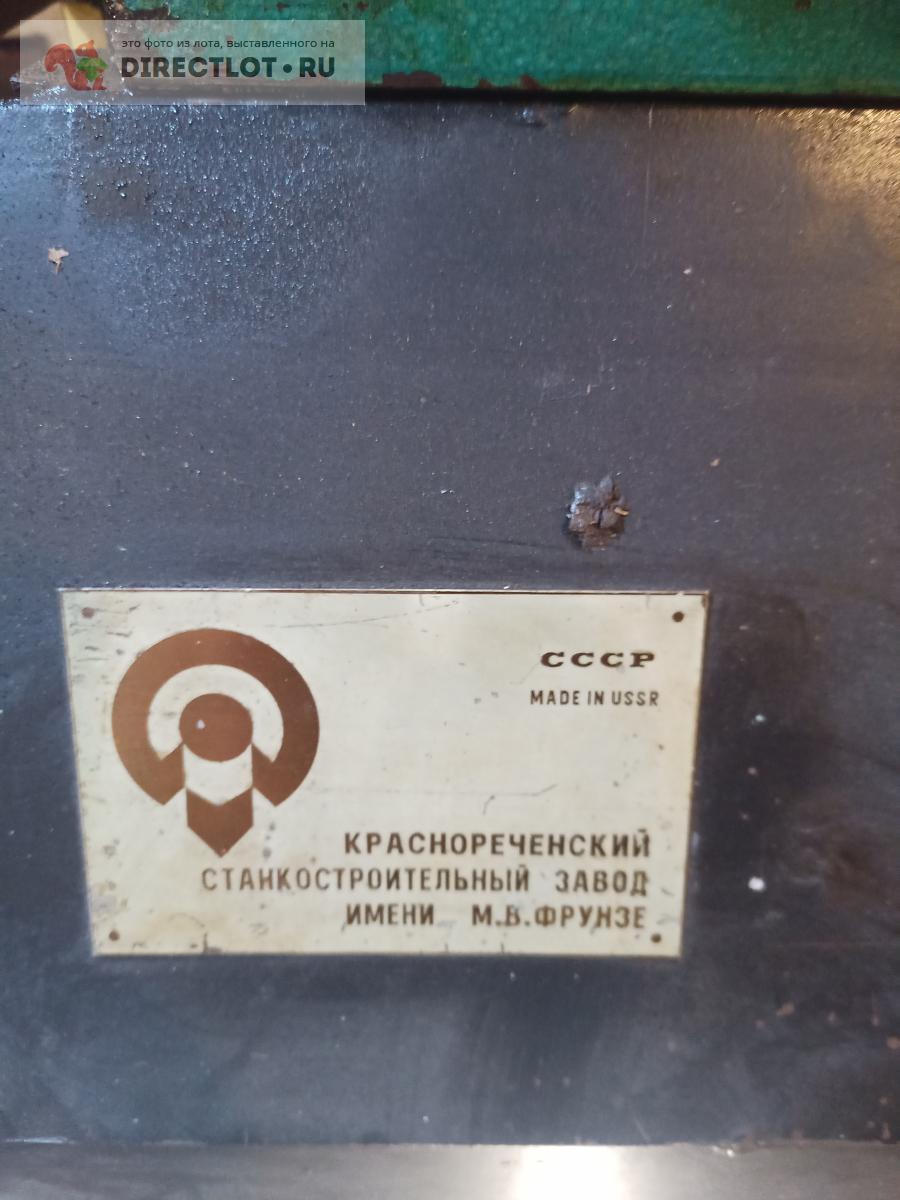 это фото из лота, выставленного на
DIRECTLOT.RU
СССР
MADE IN USSR
КРАСНОРЕЧЕНСКИЙ
СТАНКОСТРОИТЕЛЬНЫЙ ЗАВОД
ИМЕНИ М.В.ФРУНЗЕ